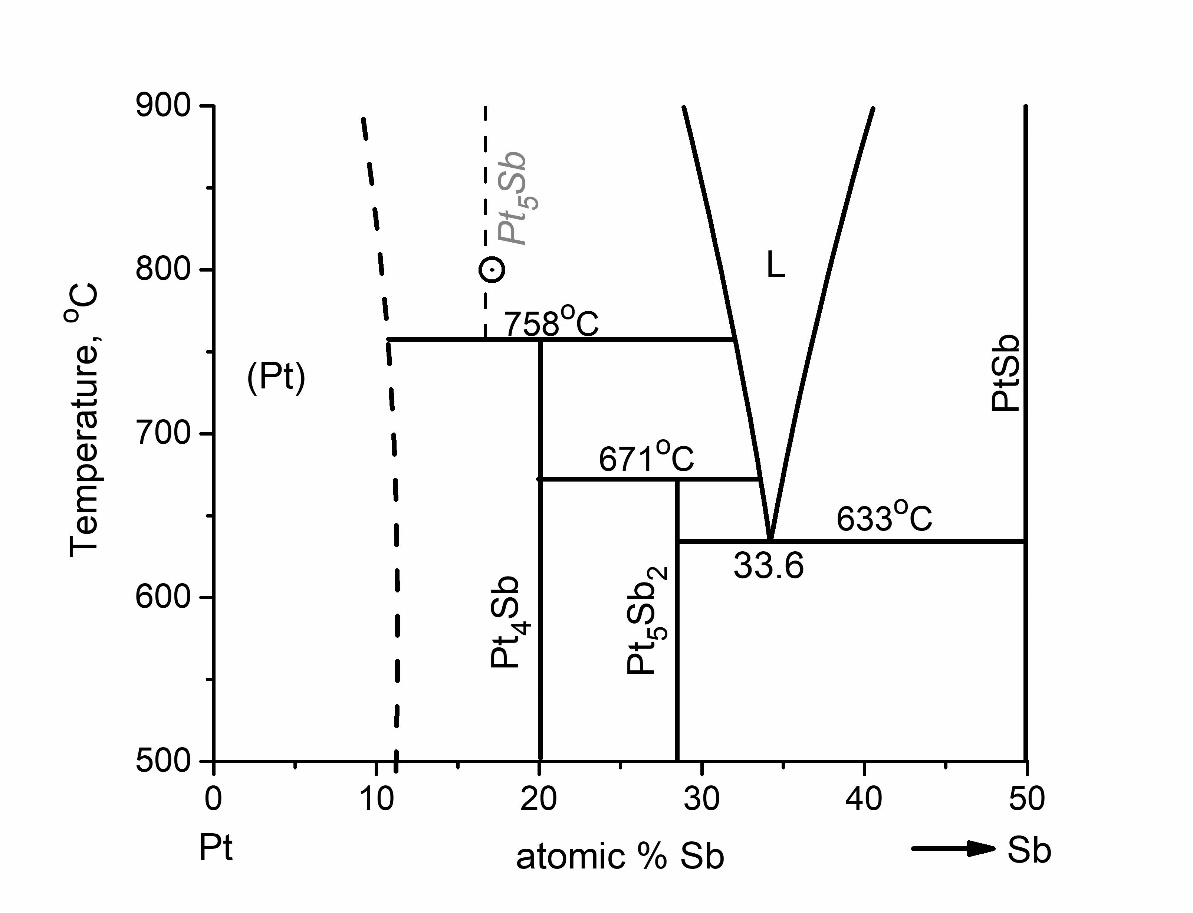 900
800
700
600
500
Temperature, °C
Pt₅Sb
758°C
L
(Pt)
PtSb
671°C
633°C
33.6
Pt₄Sb
Pt₅Sb₂
0
10
20
30
40
50
Pt
atomic % Sb
Sb